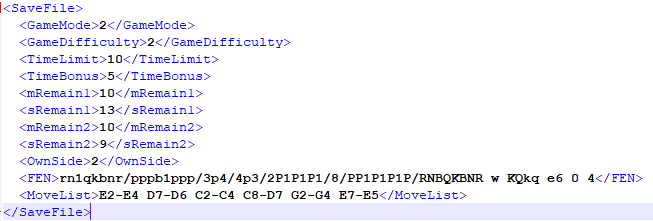 <SaveFile>
<GameMode>2</GameMode>
<GameDifficulty>2</GameDifficulty>
<TimeLimit>10</TimeLimit>
<TimeBonus>5</TimeBonus>
<mRemain1>10</mRemain1>
<sRemain1>13</sRemain1>
<mRemain2>10</mRemain2>
<sRemain2>9</sRemain2>
<OwnSide>2</OwnSide>
<FEN>rn1qkbnr/pppb1ppp/3p4/4p3/2P1P1P1/8/PP1P1P1P/RNBQKBNR w KQkq e6 0 4</FEN>
<MoveList>E2-E4 D7-D6 C2-C4 C8-D7 G2-G4 E7-E5</MoveList>
</SaveFile>